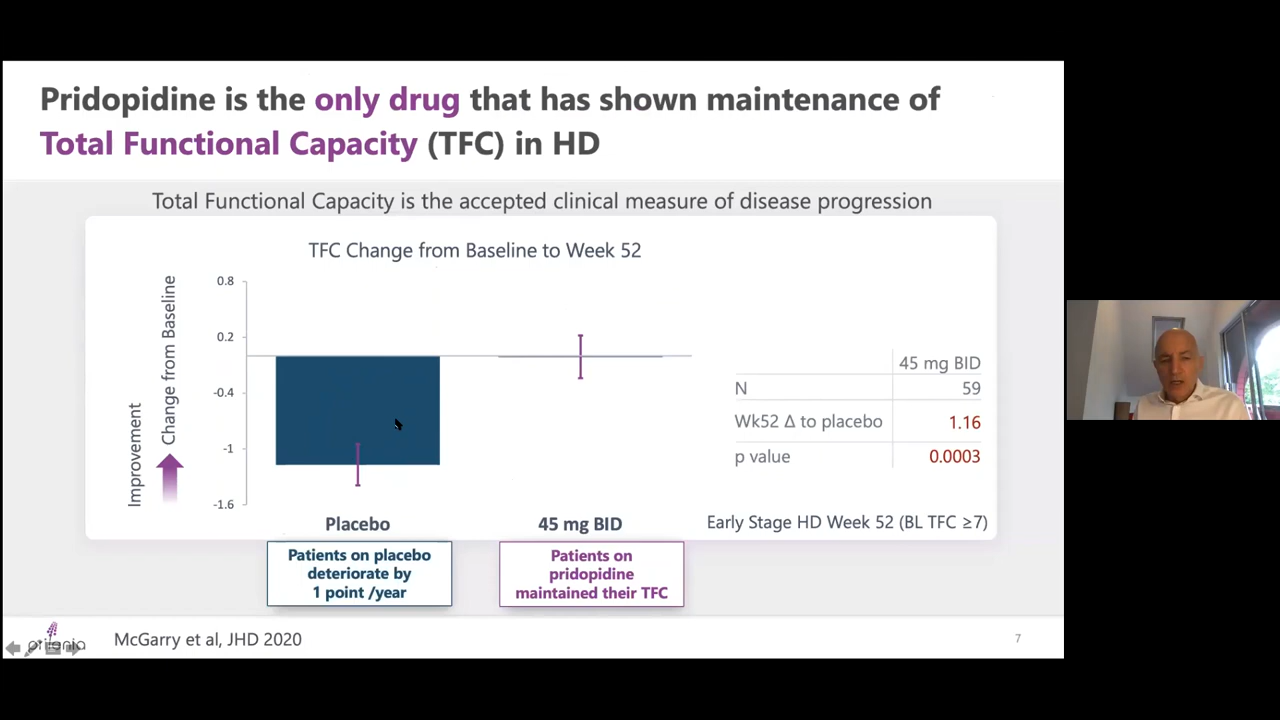 Pridopidine is the only drug that has shown maintenance of
Total Functional Capacity (TFC) in HD
Total Functional Capacity is the accepted clinical measure of disease progression
TFC Change from Baseline to Week 52
Improvement
Change from Baseline
0.8
0.2
-0.4
-1
-1.6
Placebo
45 mg BID
45 mg BID
N 59
Wk52 Δ to placebo 1.16
p value 0.0003
Early Stage HD Week 52 (BL TFC ≥7)
Patients on placebo
deteriorate by
1 point /year
Patients on
pridopidine
maintained their TFC
prilenia
McGarry et al, JHD 2020
7